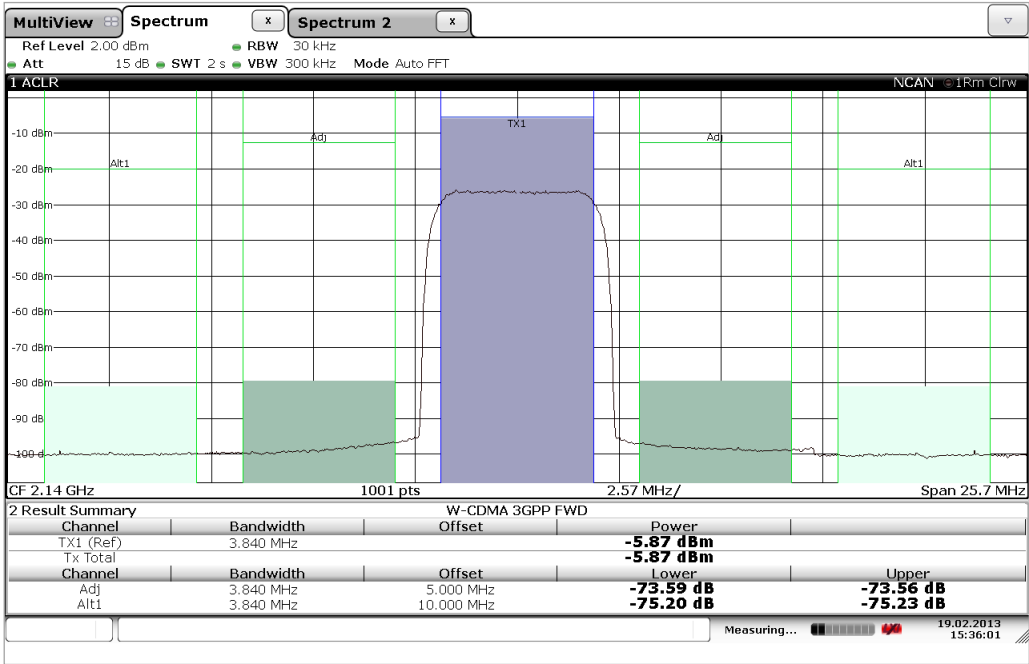 MultiView Spectrum x Spectrum 2 x
Ref Level 2.00 dBm RBW 30 kHz
Att 15 dB SWT 2 s VBW 300 kHz Mode Auto FFT
1 ACLR NCAN 1Rm Clrw
TX1
-10 dBm
Adj Adj
Alt1 Alt1
-20 dBm
-30 dBm
-40 dBm
-50 dBm
-60 dBm
-70 dBm
-80 dBm
-90 dB
-100 d
CF 2.14 GHz 1001 pts 2.57 MHz/ Span 25.7 MHz
2 Result Summary W-CDMA 3GPP FWD
Channel Bandwidth Offset Power
TX1 (Ref) 3.840 MHz -5.87 dBm
Tx Total -5.87 dBm
Channel Bandwidth Offset Lower Upper
Adj 3.840 MHz 5.000 MHz -73.59 dB -73.56 dB
Alt1 3.840 MHz 10.000 MHz -75.20 dB -75.23 dB
Measuring... 19.02.2013
15:36:01